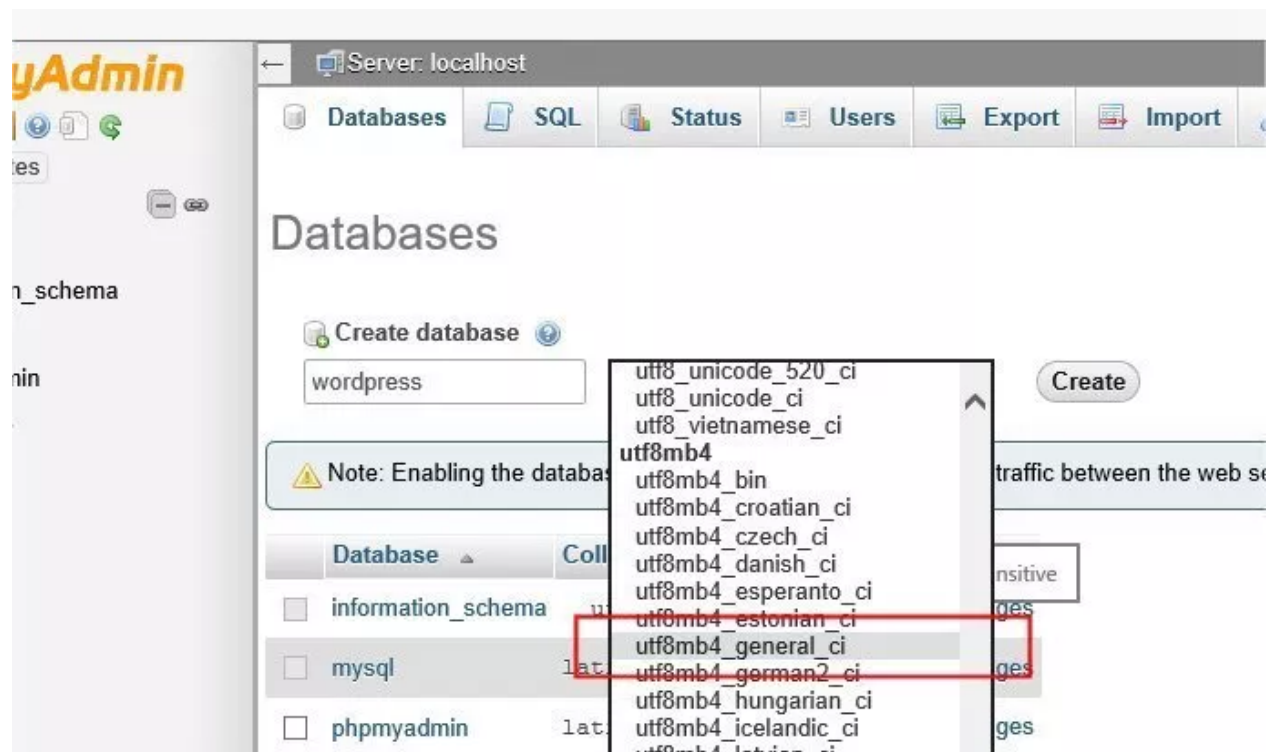 yAdmin
Server: localhost
Databases SQL Status Users Export Import
es
Databases
n_schema
Create database
wordpress
Create
utf8_unicode_520_ci
utf8_unicode_ci
utf8_vietnamese_ci
utf8mb4
utf8mb4_bin
utf8mb4_croatian_ci
utf8mb4_czech_ci
utf8mb4_danish_ci
utf8mb4_esperanto_ci
utf8mb4_estonian_ci
utf8mb4_general_ci
utf8mb4_german2_ci
utf8mb4_hungarian_ci
utf8mb4_icelandic_ci
utf8mb4_latvian_ci
Note: Enabling the databas
traffic between the web se
Database Coll
nsitive
information_schema u
ges
mysql lat
ges
phpmyadmin lat
ges